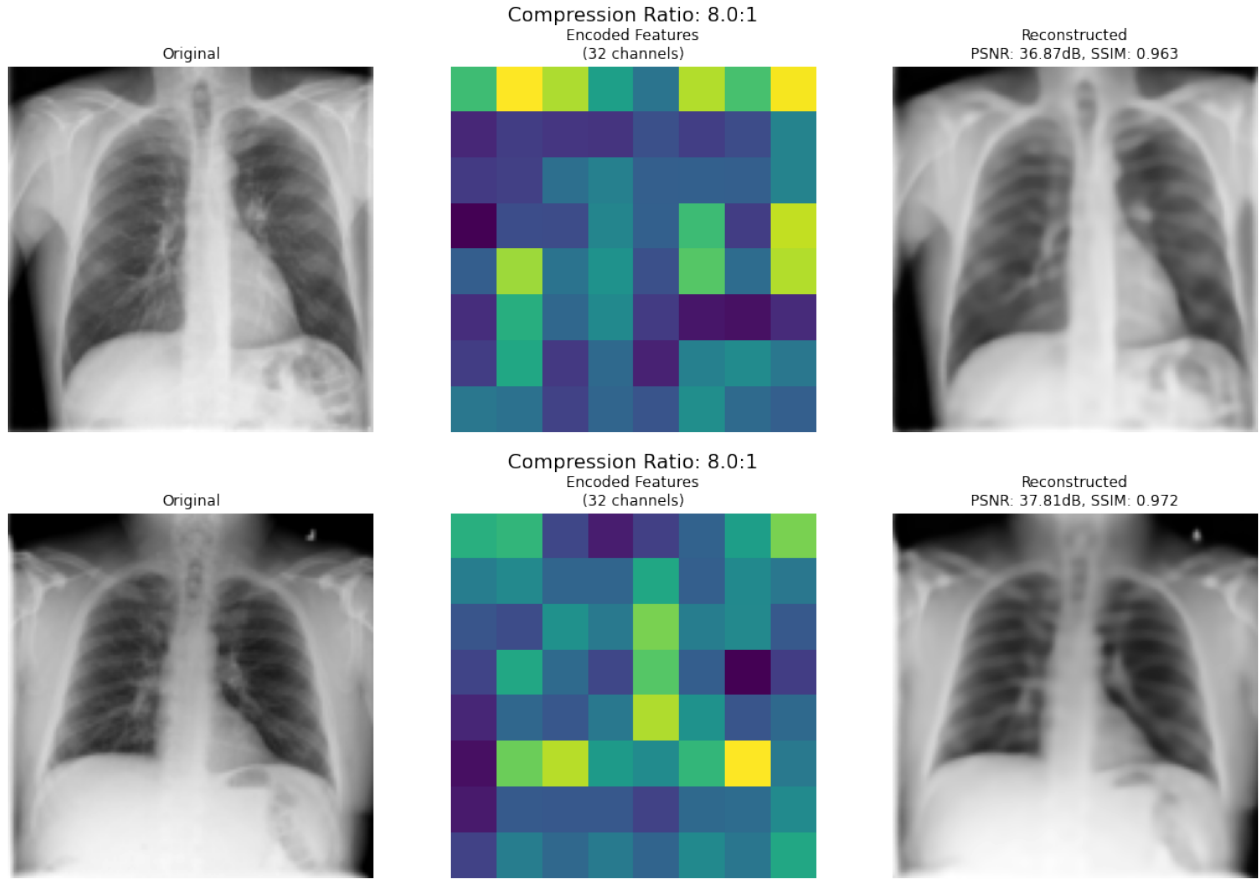 Compression Ratio: 8.0:1
Original
Encoded Features
(32 channels)
Reconstructed
PSNR: 36.87dB, SSIM: 0.963
Compression Ratio: 8.0:1
Original
Encoded Features
(32 channels)
Reconstructed
PSNR: 37.81dB, SSIM: 0.972